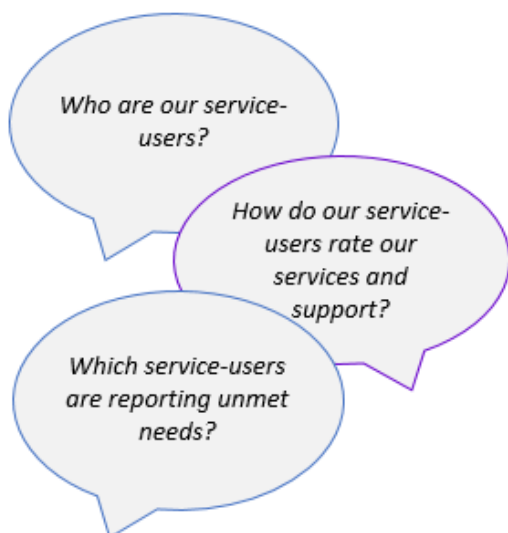 Who are our service-
users?
How do our service-
users rate our
services and
support?
Which service-users
are reporting unmet
needs?